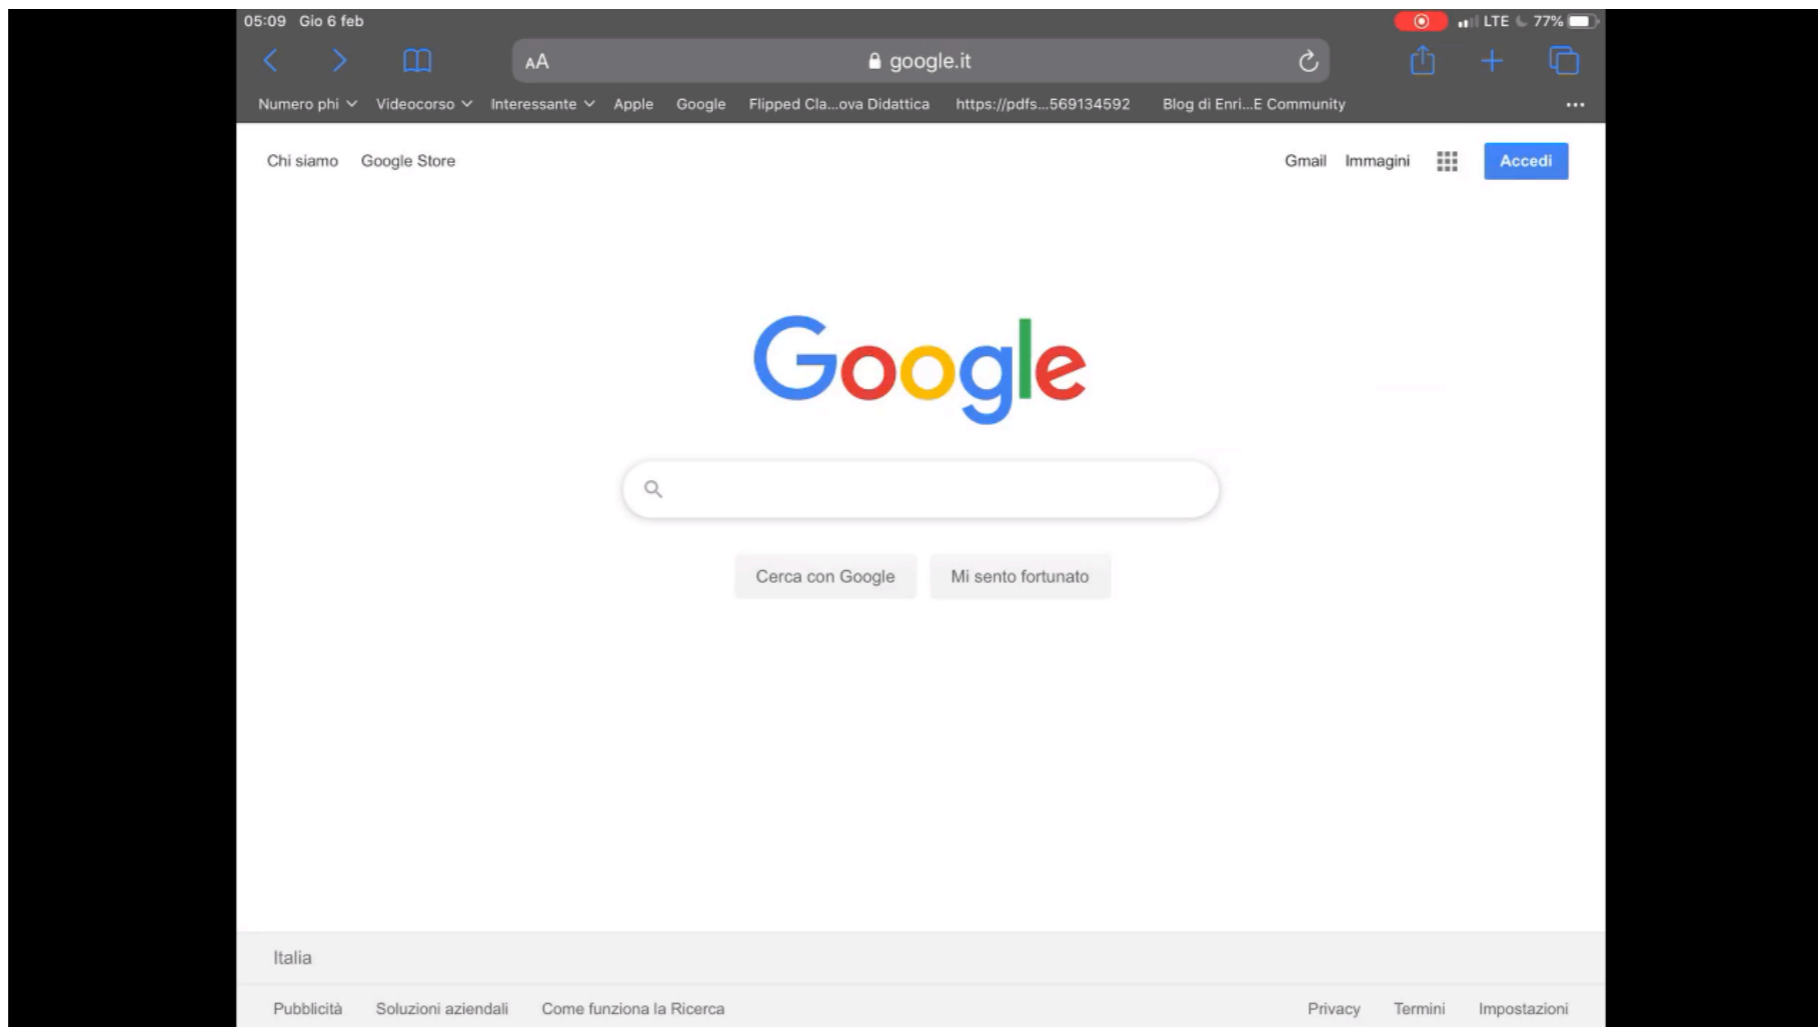 05:09 Gio 6 feb LTE 77%
AA google.it
Numero phi Videocorso Interessante Apple Google Flipped Cla...ova Didattica https://pdfs...569134592 Blog di Enri...E Community
Chi siamo Google Store Gmail Immagini Accedi
Google
Cerca con Google Mi sento fortunato
Italia
Pubblicità Soluzioni aziendali Come funziona la Ricerca Privacy Termini Impostazioni